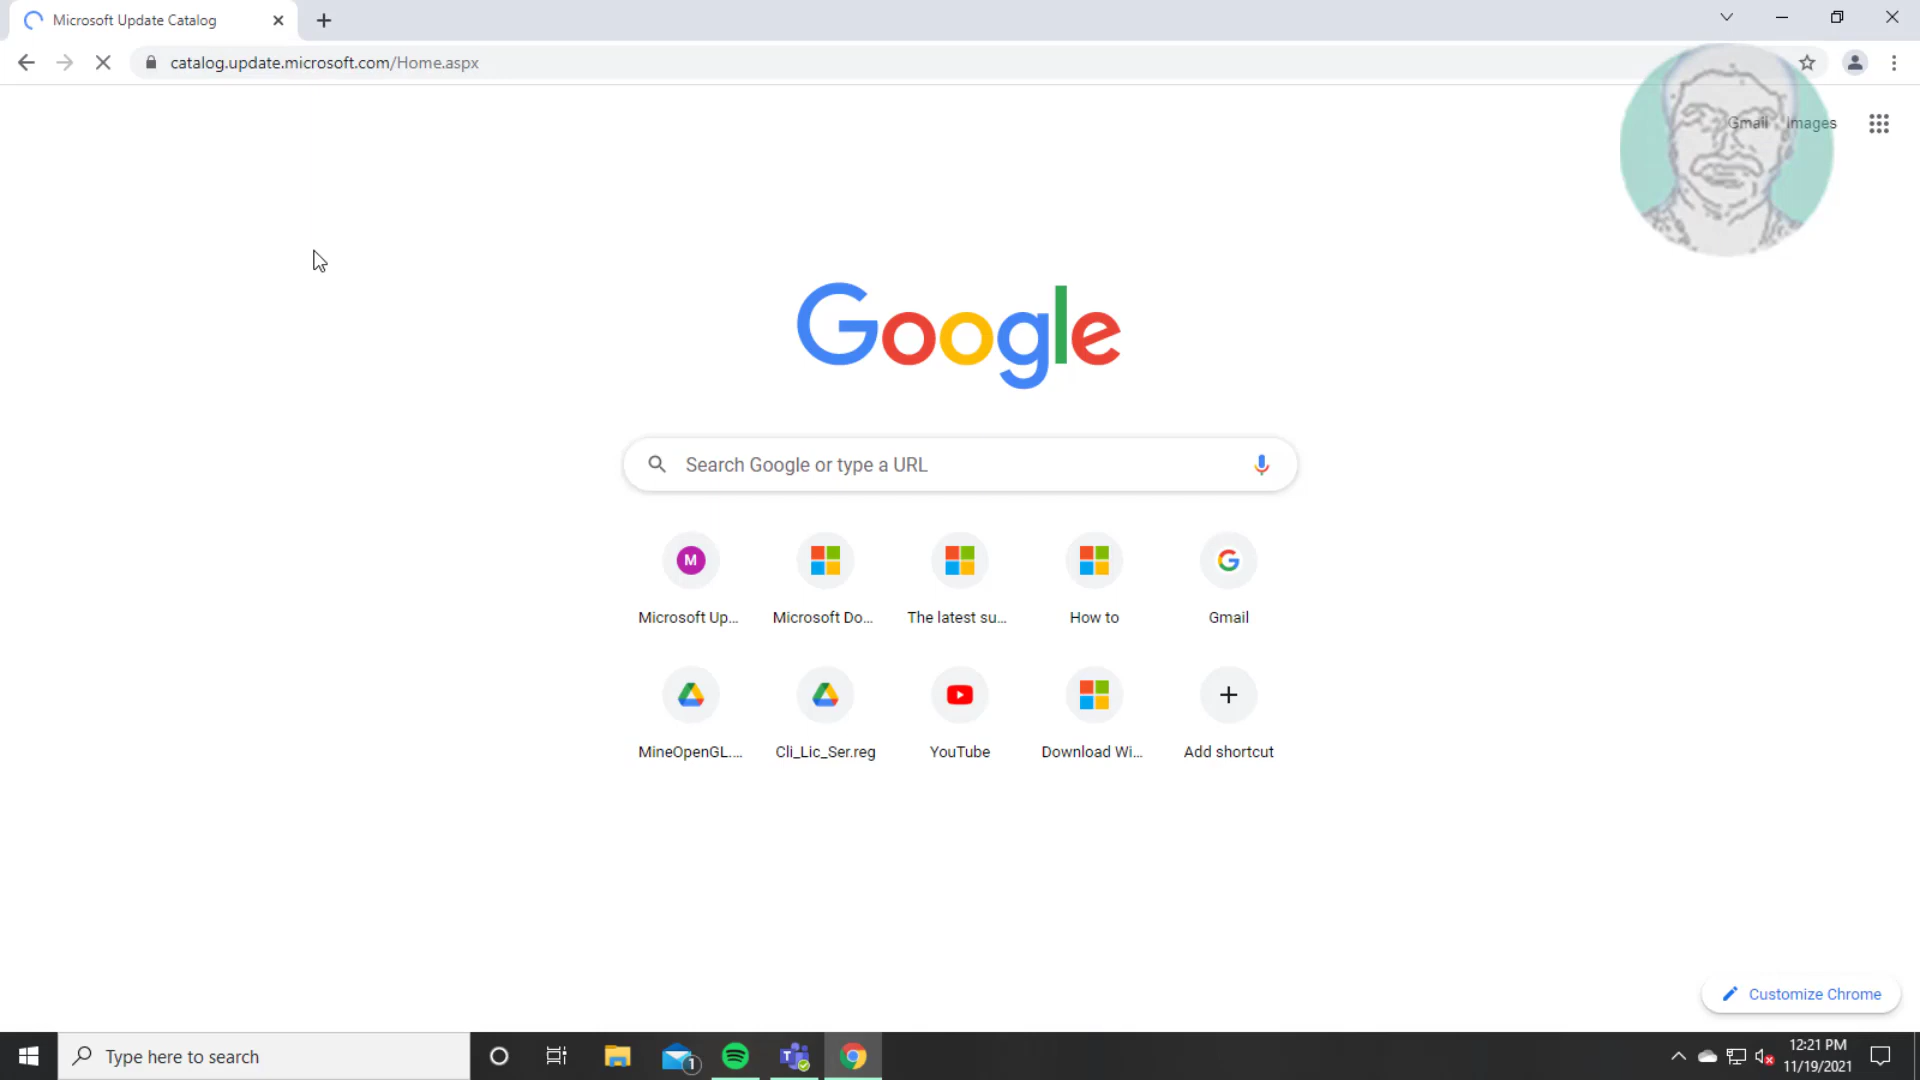 Microsoft Update Catalog
catalog.update.microsoft.com/Home.aspx
Gmail Images
Google
Search Google or type a URL
M
Microsoft Up...
Microsoft Do...
The latest su...
How to
Gmail
MineOpenGL....
Cli_Lic_Ser.reg
YouTube
Download Wi...
Add shortcut
Customize Chrome
Type here to search
1
T
12:21 PM
11/19/2021